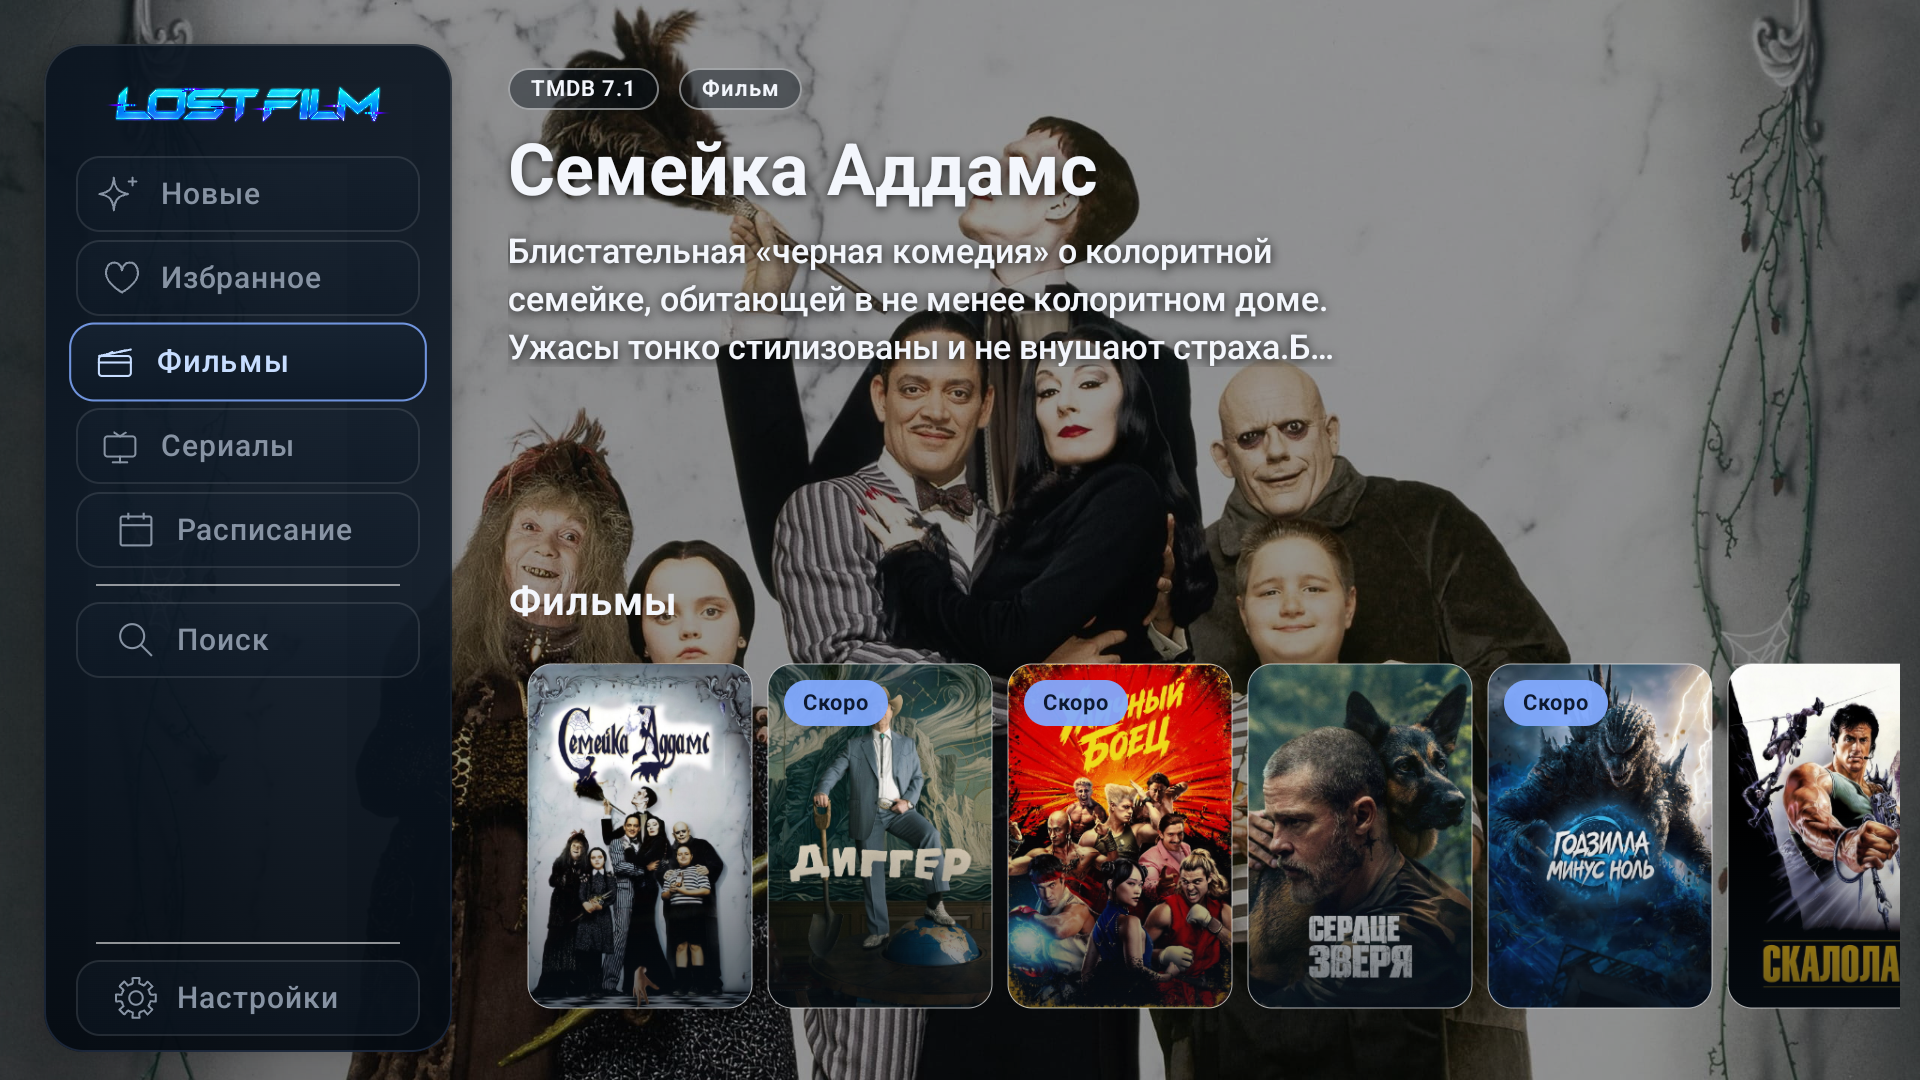 LOSTFILM
Новые
Избранное
Фильмы
Сериалы
Расписание
Поиск
Настройки
TMDB 7.1
Фильм
Семейка Аддамс
Блистательная «черная комедия» о колоритной
семейке, обитающей в не менее колоритном доме.
Ужасы тонко стилизованы и не внушают страха.Б...
Фильмы
Семейка Аддамс
Скоро
ДИГГЕР
Скоро
БОЕЦ
СЕРДЦЕ
ЗВЕРЯ
Скоро
ГОДЗИЛЛА
МИНУС НОЛЬ
СКАЛОЛА